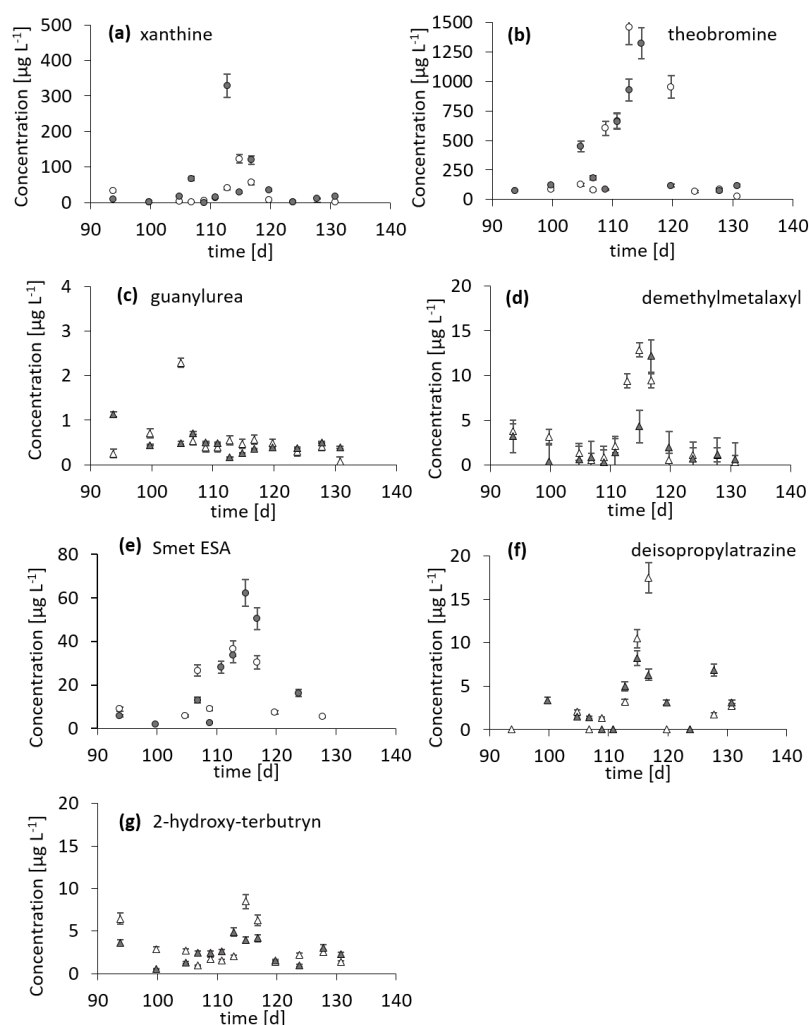 (a) xanthine
Concentration [µg L-1]
500
400
300
200
100
0
90 100 110 120 130 140
time [d]
(b) theobromine
Concentration [µg L-1]
1500
1250
1000
750
500
250
0
90 100 110 120 130 140
time [d]
(c) guanylurea
Concentration [µg L-1]
4
3
2
1
0
90 100 110 120 130 140
time [d]
(d) demethylmetalaxyl
Concentration [µg L-1]
20
15
10
5
0
90 100 110 120 130 140
time [d]
(e) Smet ESA
Concentration [µg L-1]
80
60
40
20
0
90 100 110 120 130 140
time [d]
(f) deisopropylatrazine
Concentration [µg L-1]
20
15
10
5
0
90 100 110 120 130 140
time [d]
(g) 2-hydroxy-terbutryn
Concentration [µg L-1]
20
15
10
5
0
90 100 110 120 130 140
time [d]